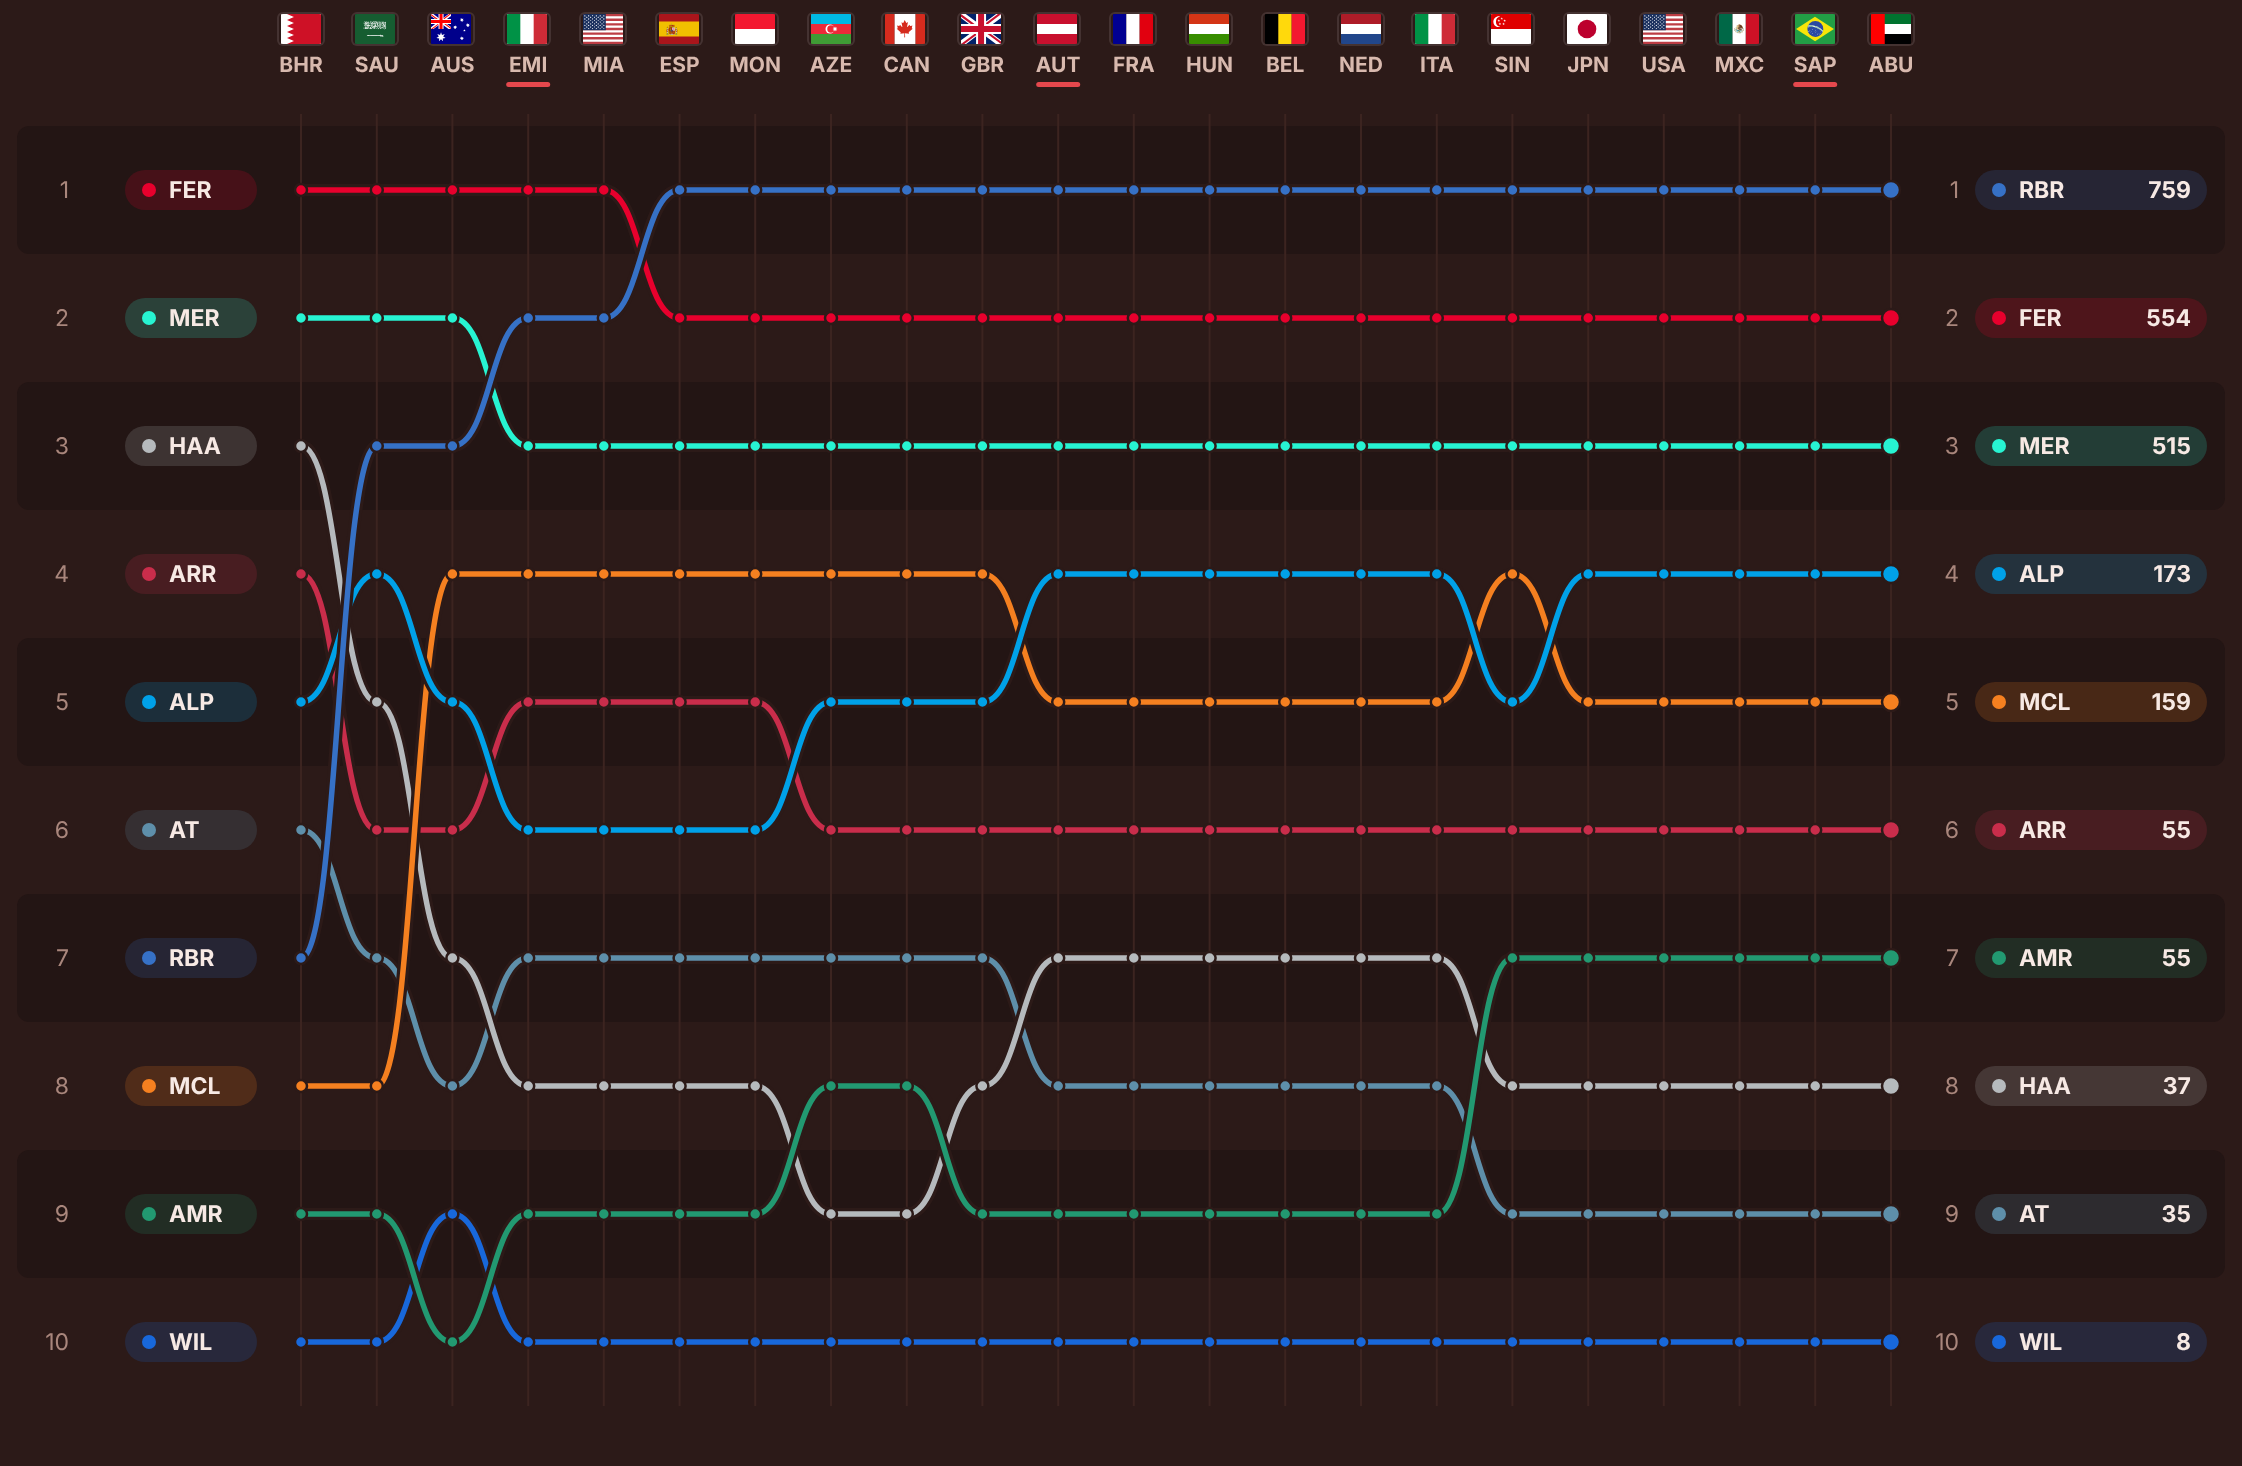 BHR SAU AUS EMI MIA ESP MON AZE CAN GBR AUT FRA HUN BEL NED ITA SIN JPN USA MXC SAP ABU
1 FER 1 RBR 759
2 MER 2 FER 554
3 HAA 3 MER 515
4 ARR 4 ALP 173
5 ALP 5 MCL 159
6 AT 6 ARR 55
7 RBR 7 AMR 55
8 MCL 8 HAA 37
9 AMR 9 AT 35
10 WIL 10 WIL 8